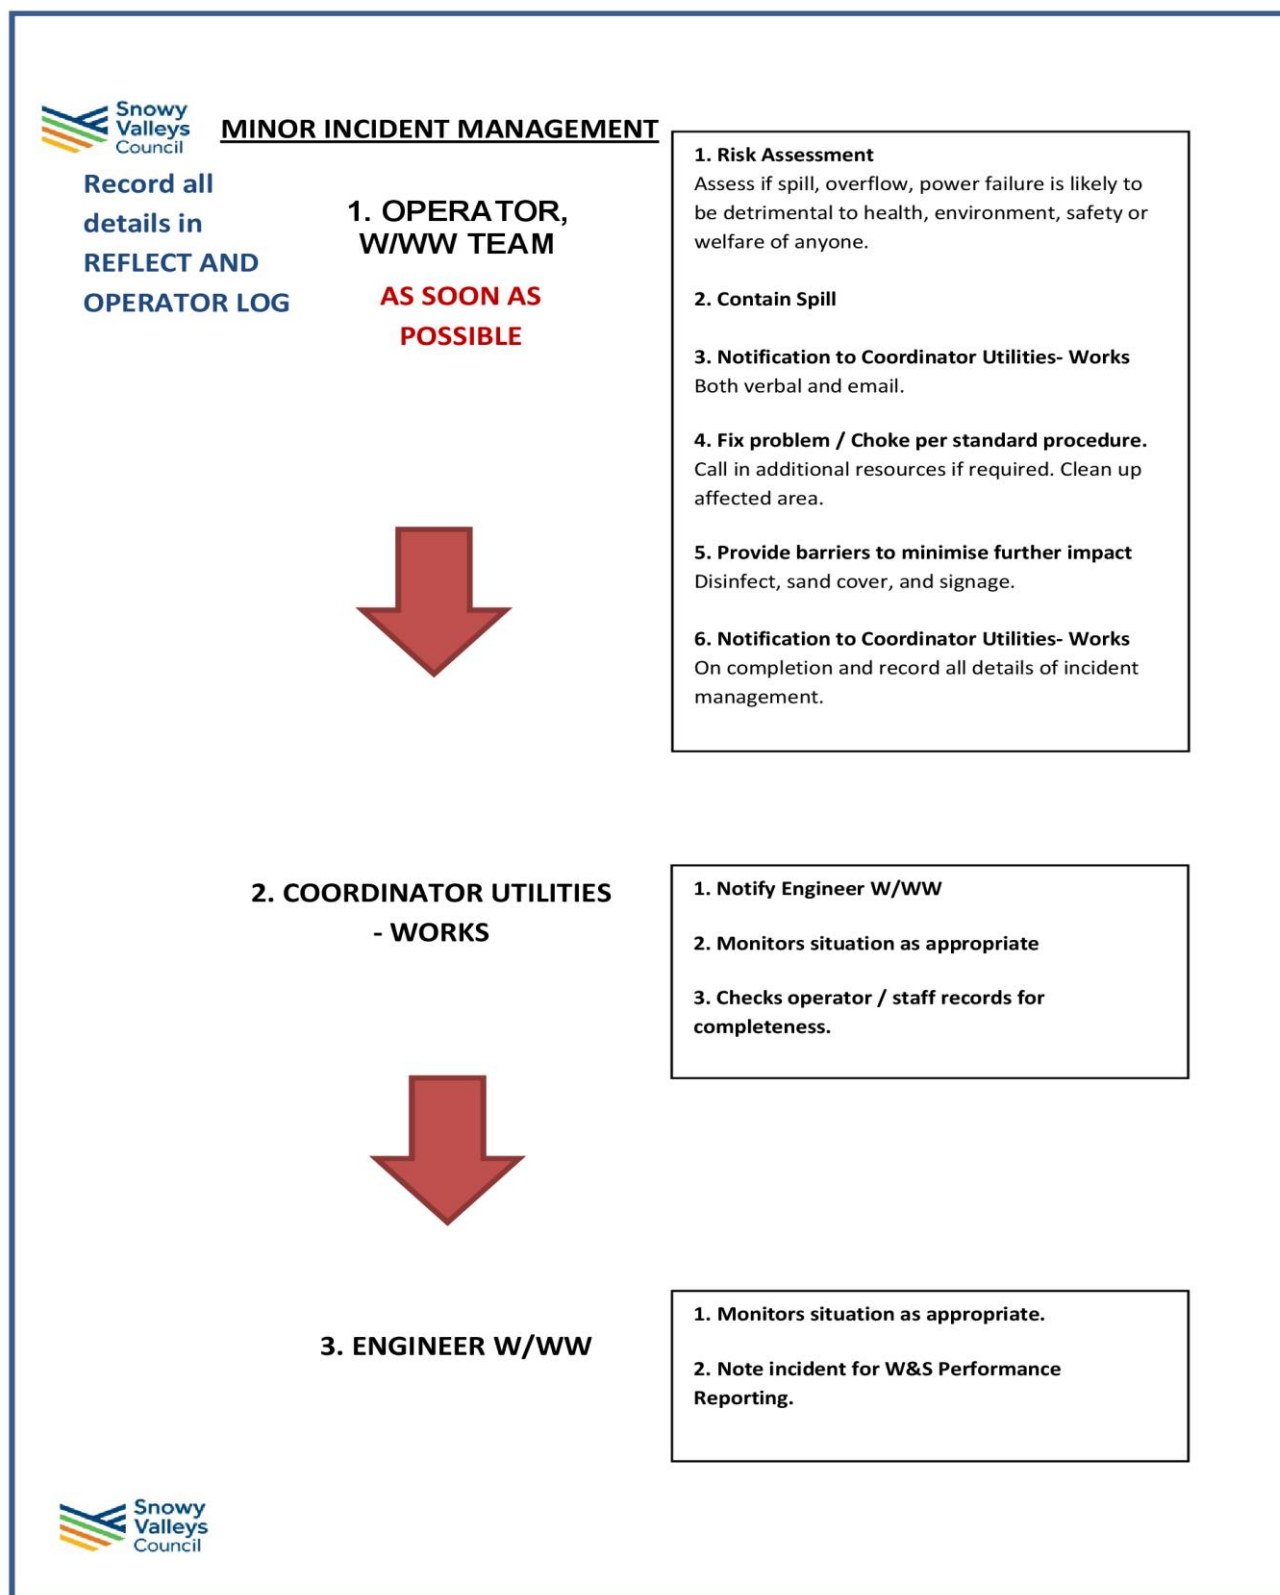 Snowy
Valleys
Council
MINOR INCIDENT MANAGEMENT
Record all
details in
REFLECT AND
OPERATOR LOG
1. OPERATOR,
W/WW TEAM
AS SOON AS
POSSIBLE
1. Risk Assessment
Assess if spill, overflow, power failure is likely to
be detrimental to health, environment, safety or
welfare of anyone.
2. Contain Spill
3. Notification to Coordinator Utilities- Works
Both verbal and email.
4. Fix problem / Choke per standard procedure.
Call in additional resources if required. Clean up
affected area.
5. Provide barriers to minimise further impact
Disinfect, sand cover, and signage.
6. Notification to Coordinator Utilities- Works
On completion and record all details of incident
management.
2. COORDINATOR UTILITIES
- WORKS
1. Notify Engineer W/WW
2. Monitors situation as appropriate
3. Checks operator / staff records for
completeness.
3. ENGINEER W/WW
1. Monitors situation as appropriate.
2. Note incident for W&S Performance
Reporting.
Snowy
Valleys
Council